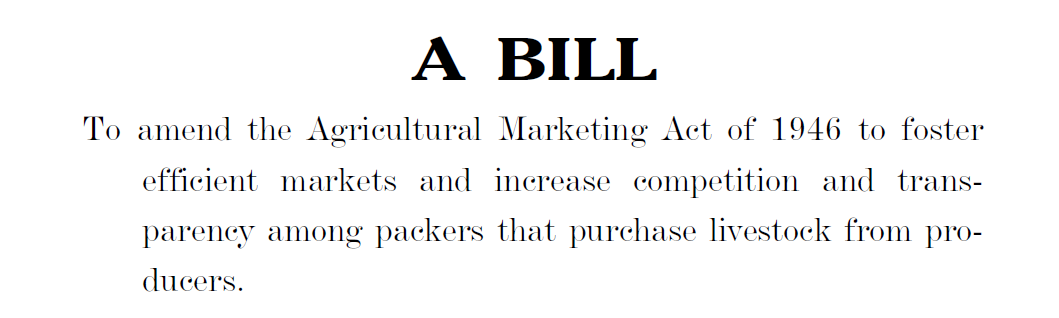 A BILL
To amend the Agricultural Marketing Act of 1946 to foster
efficient markets and increase competition and trans-
parency among packers that purchase livestock from pro-
ducers.